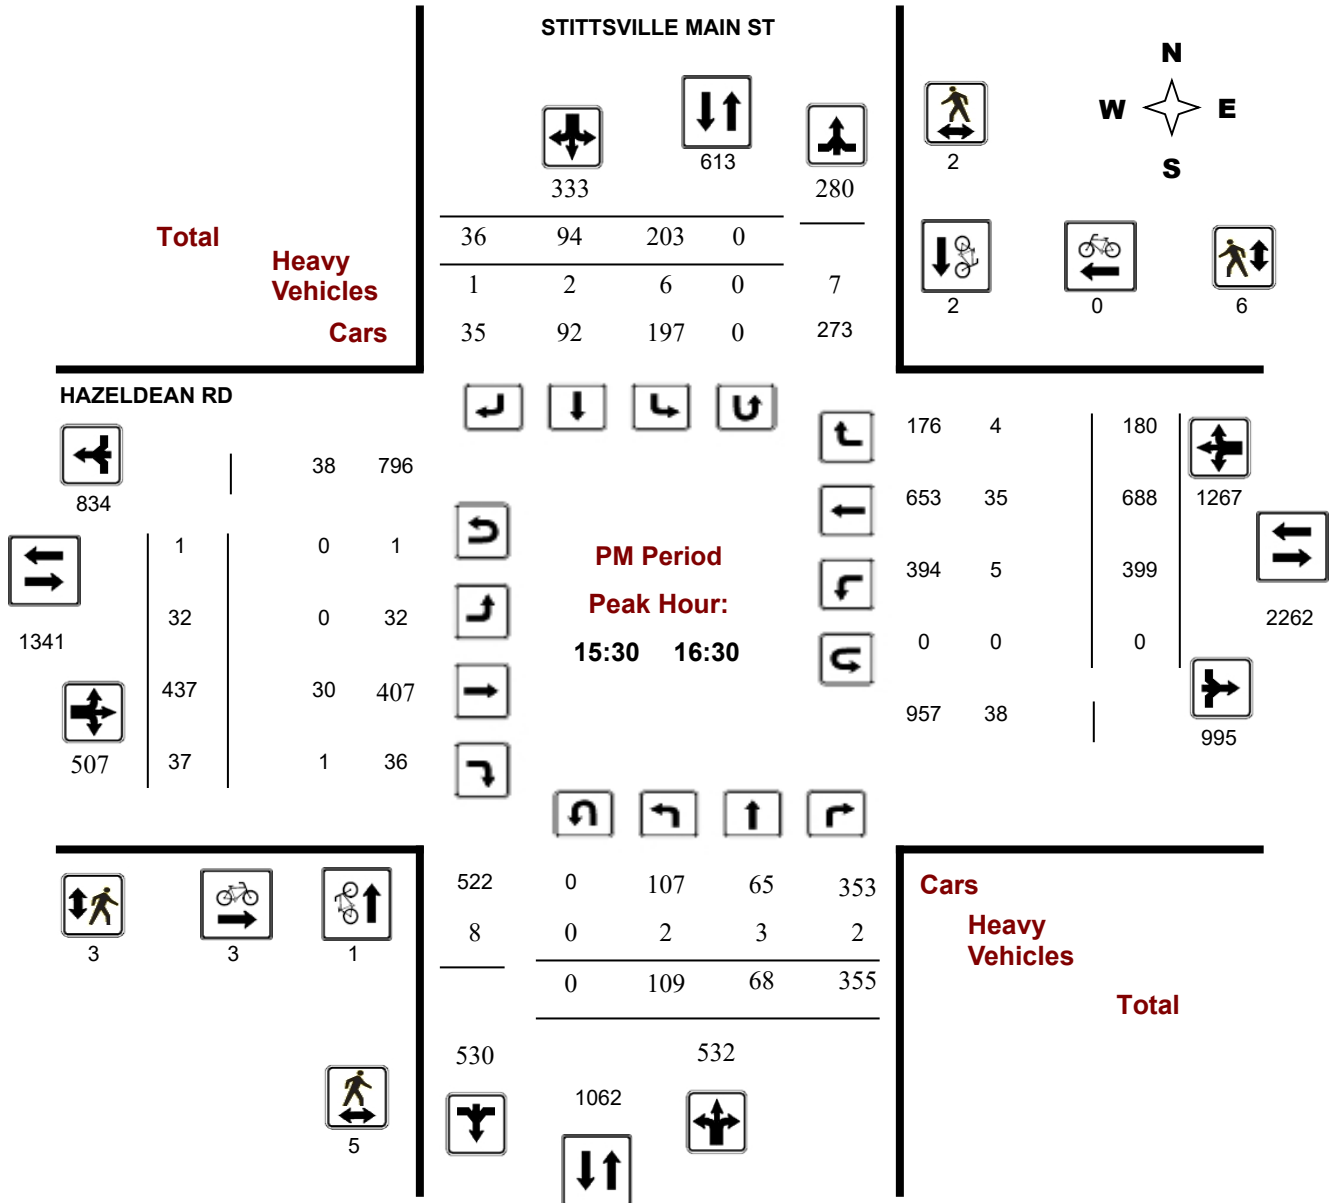 STITTSVILLE MAIN ST
N
W E
S
613
2
333 280
Total
36 94 203 0
Heavy
Vehicles
1 2 6 0 7
Cars
35 92 197 0 273
2 0 6
HAZELDEAN RD
38 796
834
176 4 180
1267
653 35 688
1 0 1
PM Period
394 5 399
32 0 32
Peak Hour:
1341
2262
15:30 16:30
0 0 0
437 30 407
507
37 1 36
957 38
995
522 0 107 65 353
Cars
8 0 2 3 2
Heavy
Vehicles
3 3 1
0 109 68 355
Total
530 532
1062
5